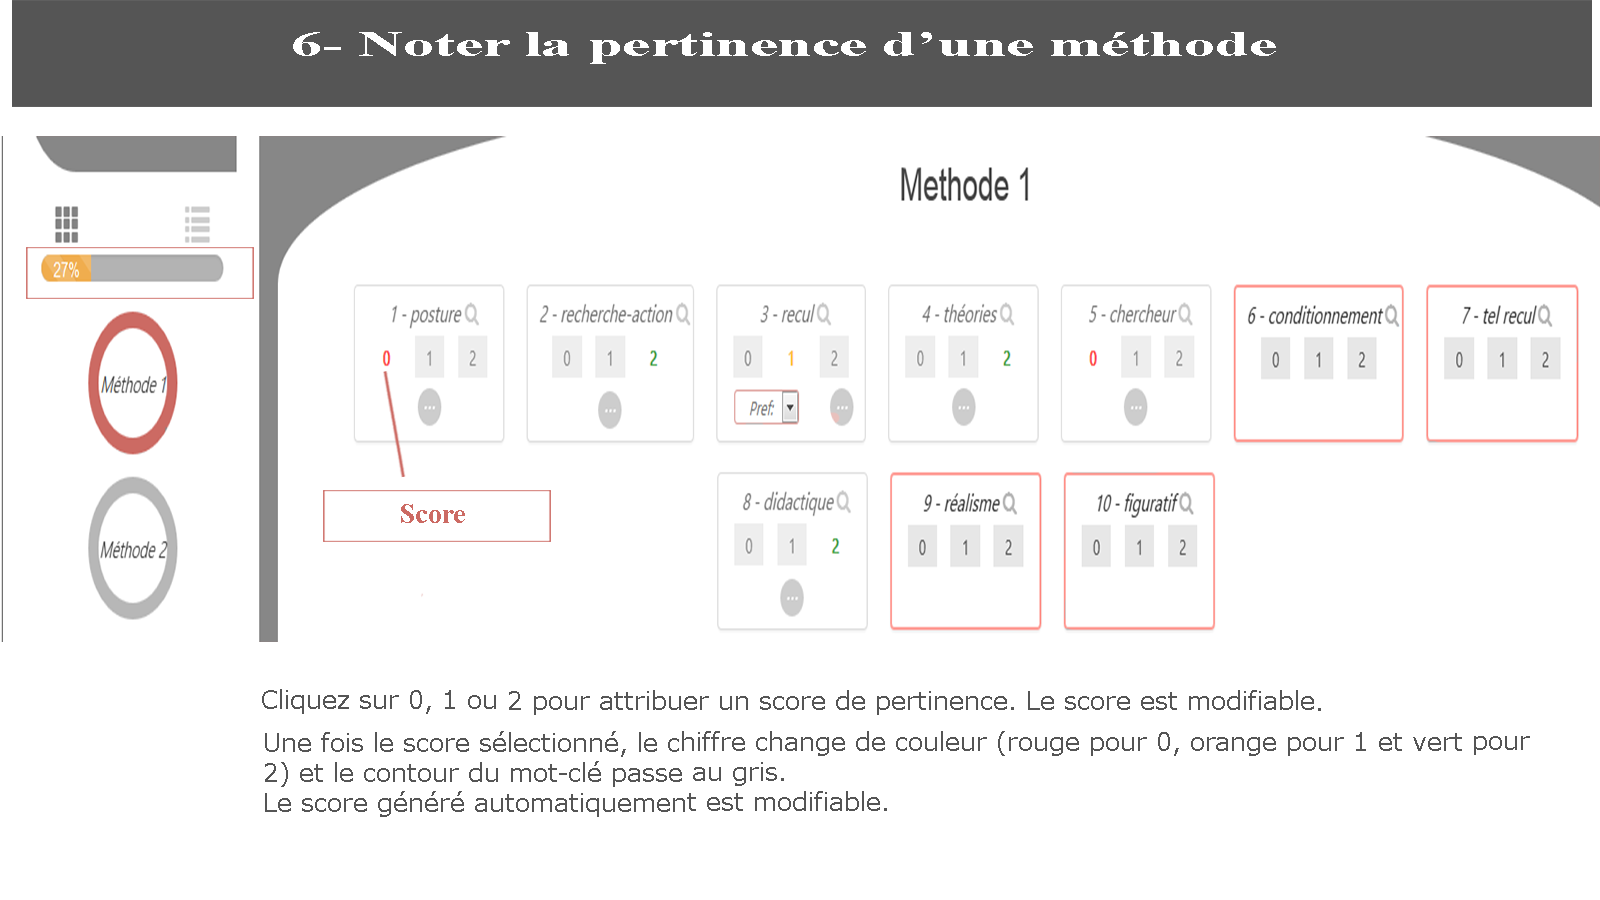 6- Noter la pertinence d’une méthode
Methode 1
27%
Méthode 1
Méthode 2
1 - posture
0 1 2
2 - recherche-action
0 1 2
3 - recul
0 1 2
Pref:
4 - théories
0 1 2
5 - chercheur
0 1 2
6 - conditionnement
0 1 2
7 - tel recul
0 1 2
Score
8 - didactique
0 1 2
9 - réalisme
0 1 2
10 - figuratif
0 1 2
Cliquez sur 0, 1 ou 2 pour attribuer un score de pertinence. Le score est modifiable.
Une fois le score sélectionné, le chiffre change de couleur (rouge pour 0, orange pour 1 et vert pour
2) et le contour du mot-clé passe au gris.
Le score généré automatiquement est modifiable.